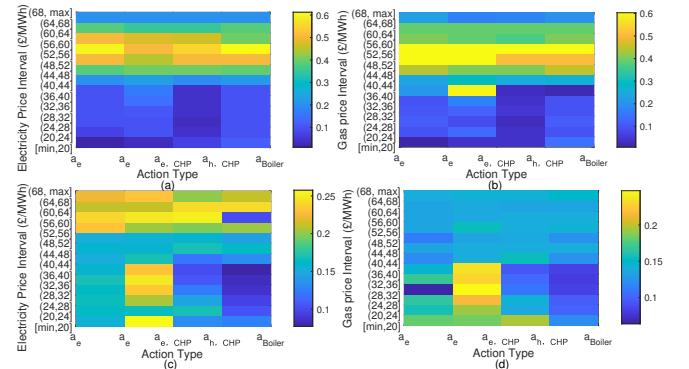 Electricity Price Interval (£/MWh)
(68, max]
(64,68]
(60,64]
(56,60]
(52,56]
(48,52]
(44,48]
(40,44]
(36,40]
(32,36]
(28,32]
(24,28]
(20,24]
[min,20]
a e a e a e, CHP a h, CHP a Boiler
Action Type
(a)
0.6
0.5
0.4
0.3
0.2
0.1
Gas price Interval (£/MWh)
(68, max]
(64,68]
(60,64]
(56,60]
(52,56]
(48,52]
(44,48]
(40,44]
(36,40]
(32,36]
(28,32]
(24,28]
(20,24]
[min,20]
a e a e a e, CHP a h, CHP a Boiler
Action Type
(b)
0.6
0.5
0.4
0.3
0.2
0.1
Electricity Price Interval (£/MWh)
(68, max]
(64,68]
(60,64]
(56,60]
(52,56]
(48,52]
(44,48]
(40,44]
(36,40]
(32,36]
(28,32]
(24,28]
(20,24]
[min,20]
a e a e a e, CHP a h, CHP a Boiler
Action Type
(c)
0.25
0.2
0.15
0.1
Gas price Interval (£/MWh)
(68, max]
(64,68]
(60,64]
(56,60]
(52,56]
(48,52]
(44,48]
(40,44]
(36,40]
(32,36]
(28,32]
(24,28]
(20,24]
[min,20]
a e a e a e, CHP a h, CHP a Boiler
Action Type
(d)
0.2
0.15
0.1